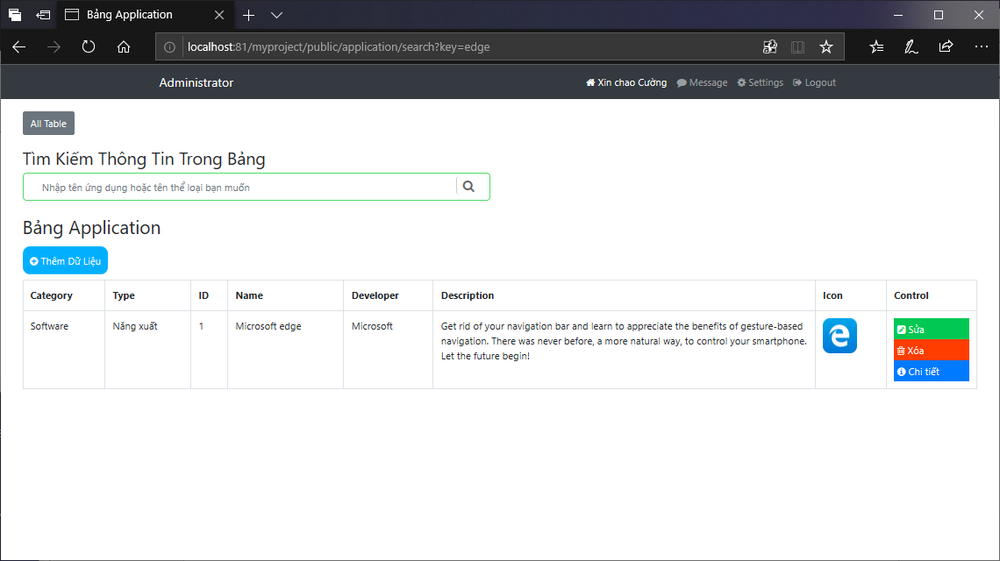 Bảng Application
localhost:81/myproject/public/application/search?key=edge
Administrator
Xin chao Cường Message Settings Logout
All Table
Tìm Kiếm Thông Tin Trong Bảng
Nhập tên ứng dụng hoặc tên thể loại bạn muốn
Bảng Application
Thêm Dữ Liệu
Category Type ID Name Developer Description Icon Control
Software Năng xuất 1 Microsoft edge Microsoft Get rid of your navigation bar and learn to appreciate the benefits of gesture-based
navigation. There was never before, a more natural way, to control your smartphone.
Let the future begin!
Sửa
Xóa
Chi tiết